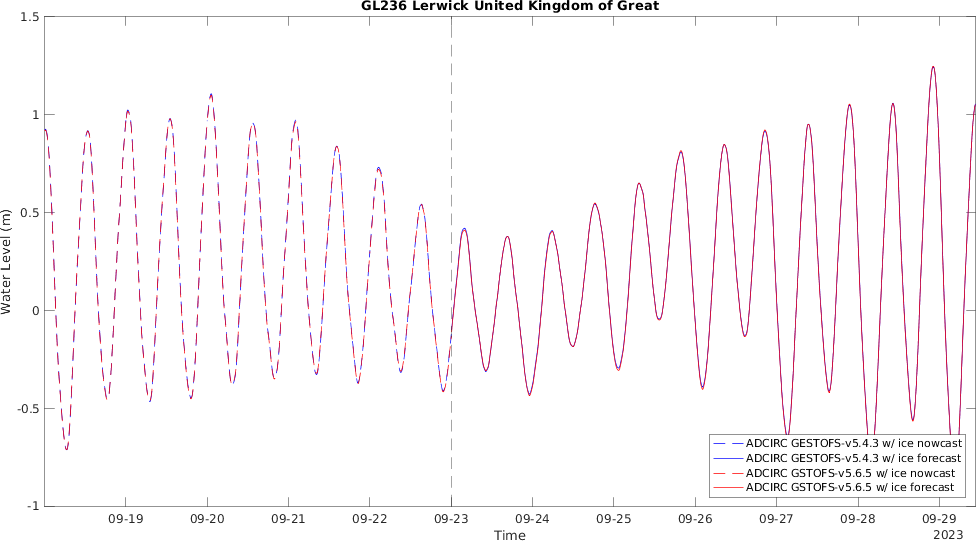 GL236 Lerwick United Kingdom of Great
1.5
1
0.5
0
-0.5
-1
Water Level (m)
ADCIRC GESTOFS-v5.4.3 w/ ice nowcast
ADCIRC GESTOFS-v5.4.3 w/ ice forecast
ADCIRC GSTOFS-v5.6.5 w/ ice nowcast
ADCIRC GSTOFS-v5.6.5 w/ ice forecast
09-19 09-20 09-21 09-22 09-23 09-24 09-25 09-26 09-27 09-28 09-29
Time
2023